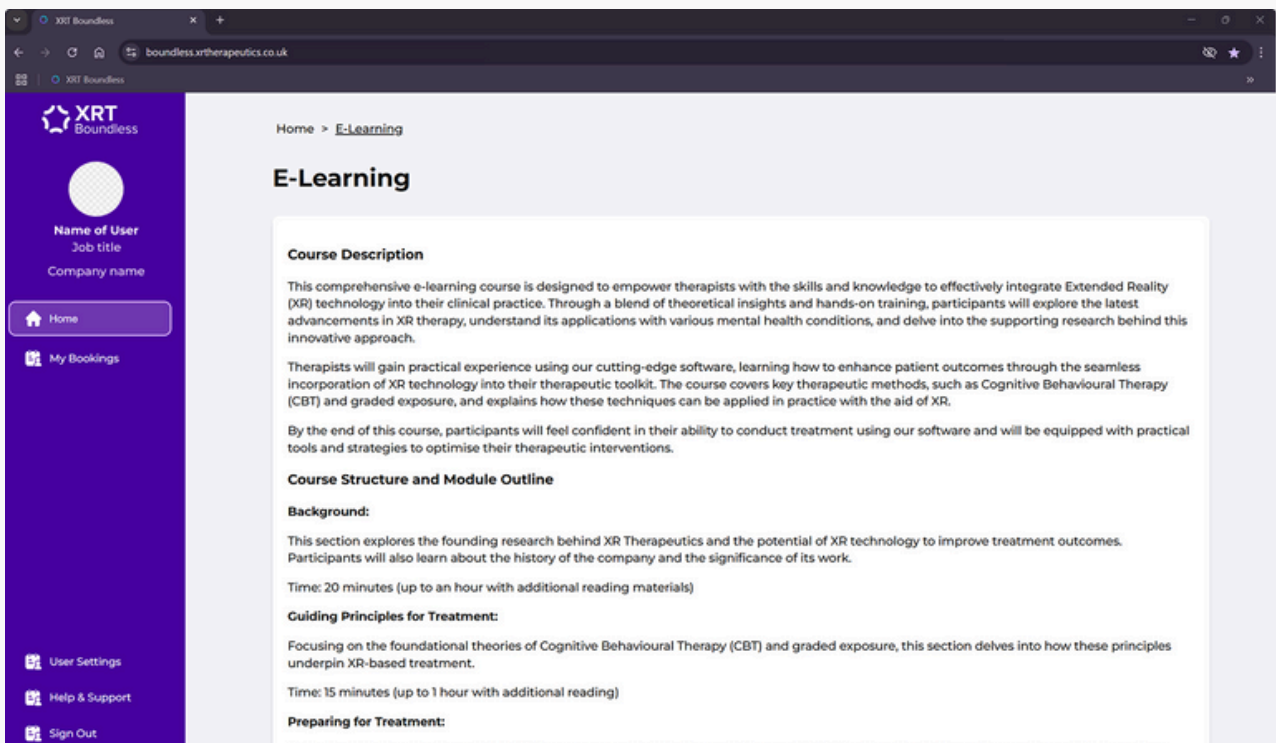 XRT Boundless
boundless.xrtherapeutics.co.uk
XRT Boundless
XRT
Boundless
Name of User
Job title
Company name
Home
My Bookings
User Settings
Help & Support
Sign Out
Home > E-Learning
E-Learning
Course Description
This comprehensive e-learning course is designed to empower therapists with the skills and knowledge to effectively integrate Extended Reality
(XR) technology into their clinical practice. Through a blend of theoretical insights and hands-on training, participants will explore the latest
advancements in XR therapy, understand its applications with various mental health conditions, and delve into the supporting research behind this
innovative approach.
Therapists will gain practical experience using our cutting-edge software, learning how to enhance patient outcomes through the seamless
incorporation of XR technology into their therapeutic toolkit. The course covers key therapeutic methods, such as Cognitive Behavioural Therapy
(CBT) and graded exposure, and explains how these techniques can be applied in practice with the aid of XR.
By the end of this course, participants will feel confident in their ability to conduct treatment using our software and will be equipped with practical
tools and strategies to optimise their therapeutic interventions.
Course Structure and Module Outline
Background:
This section explores the founding research behind XR Therapeutics and the potential of XR technology to improve treatment outcomes.
Participants will also learn about the history of the company and the significance of its work.
Time: 20 minutes (up to an hour with additional reading materials)
Guiding Principles for Treatment:
Focusing on the foundational theories of Cognitive Behavioural Therapy (CBT) and graded exposure, this section delves into how these principles
underpin XR-based treatment.
Time: 15 minutes (up to 1 hour with additional reading)
Preparing for Treatment: